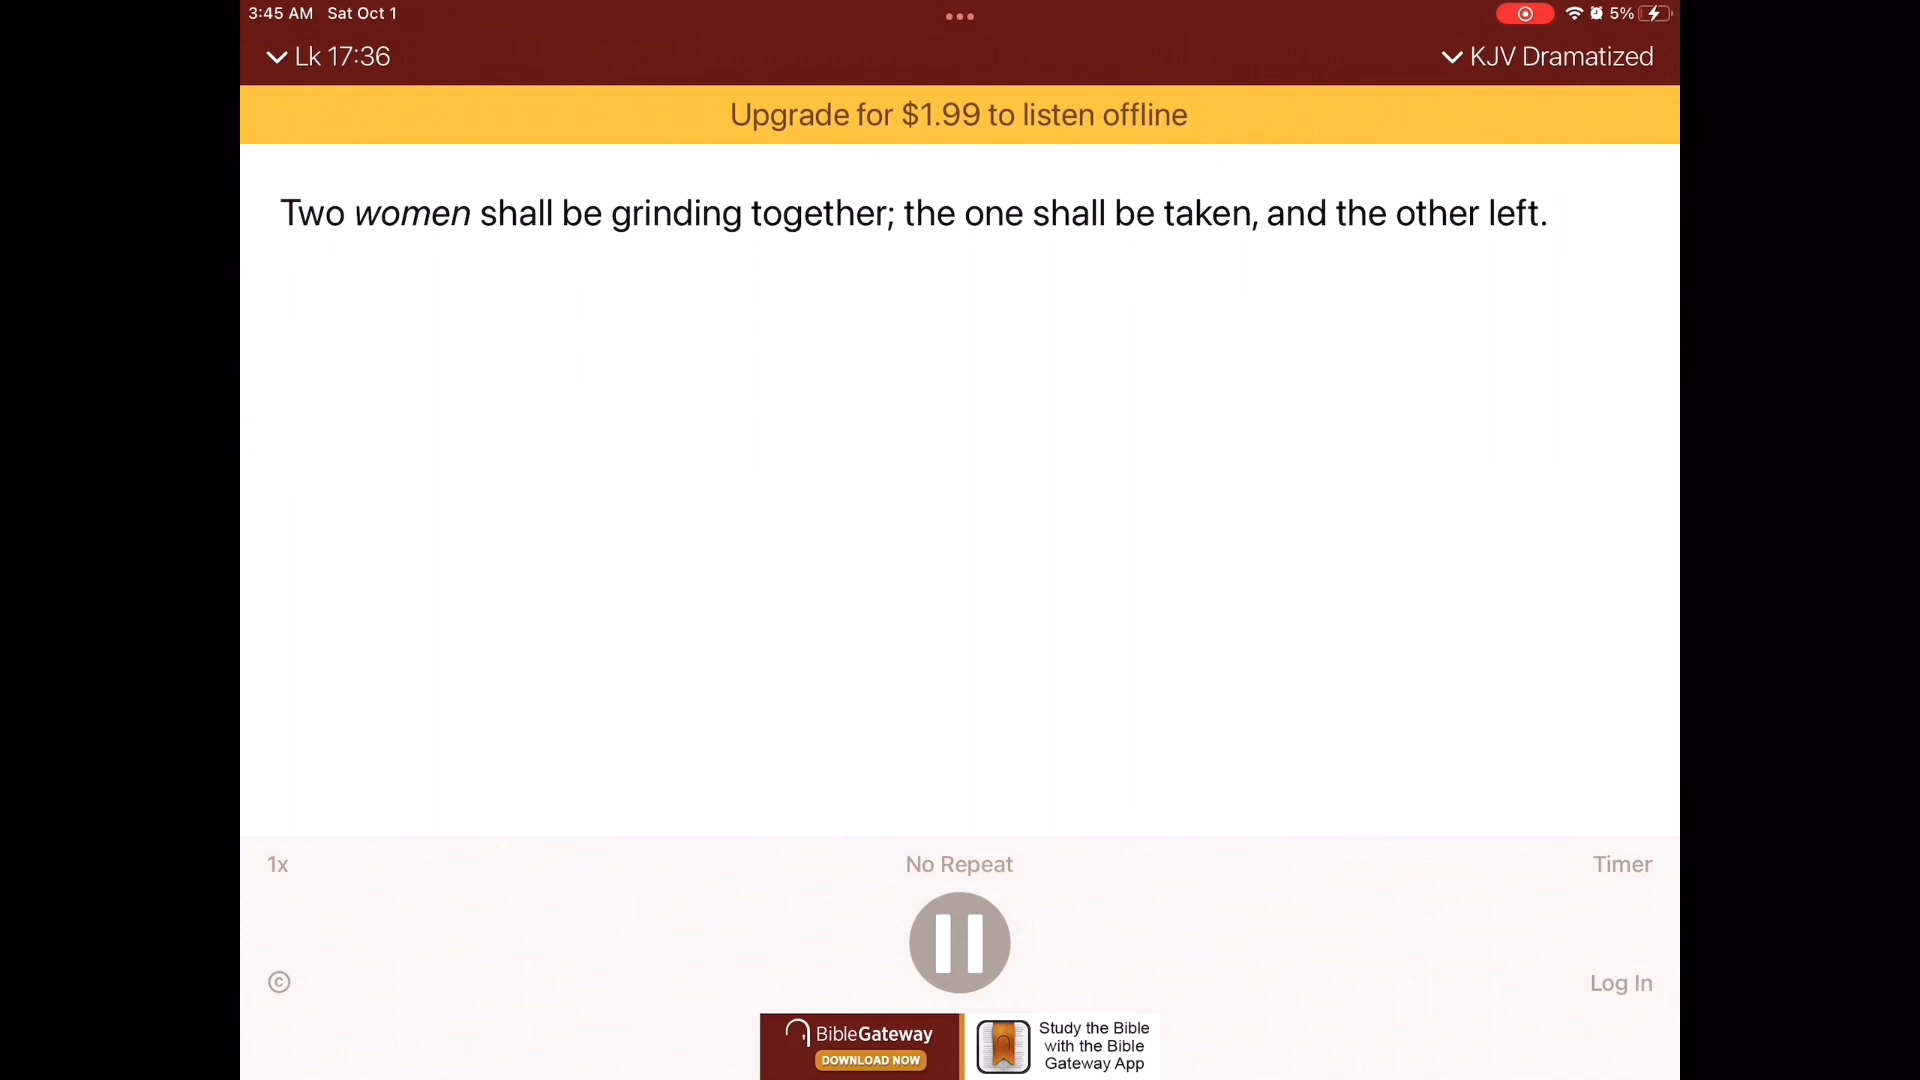 3:45 AM Sat Oct 1
5%
Lk 17:36
KJV Dramatized
Upgrade for $1.99 to listen offline
Two women shall be grinding together; the one shall be taken, and the other left.
1x
No Repeat
Timer
©
Log In
BibleGateway
DOWNLOAD NOW
Study the Bible
with the Bible
Gateway App